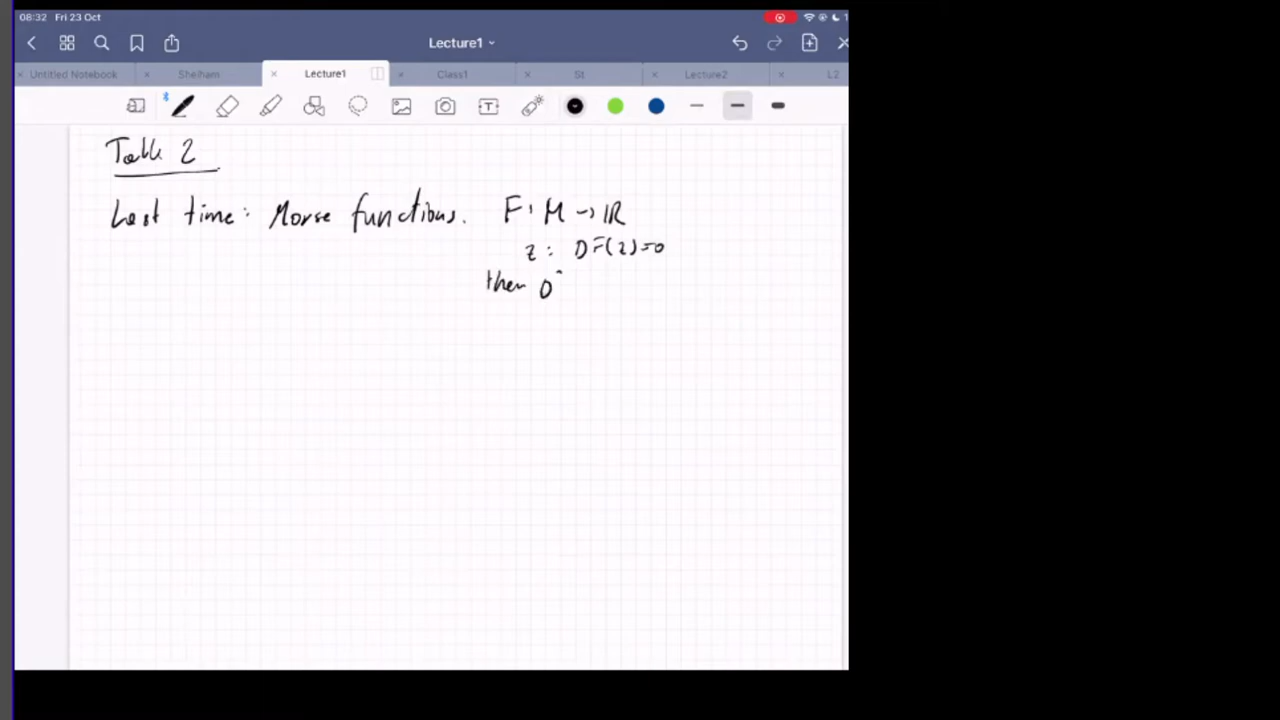 08:32 Fri 23 Oct
Lecture1
Untitled Notebook
Shelham
Lecture1
Class1
St
Lecture2
L2
Talk 2
Last time: Morse functions. F: M → ℝ
z: DF(z)=0
then D